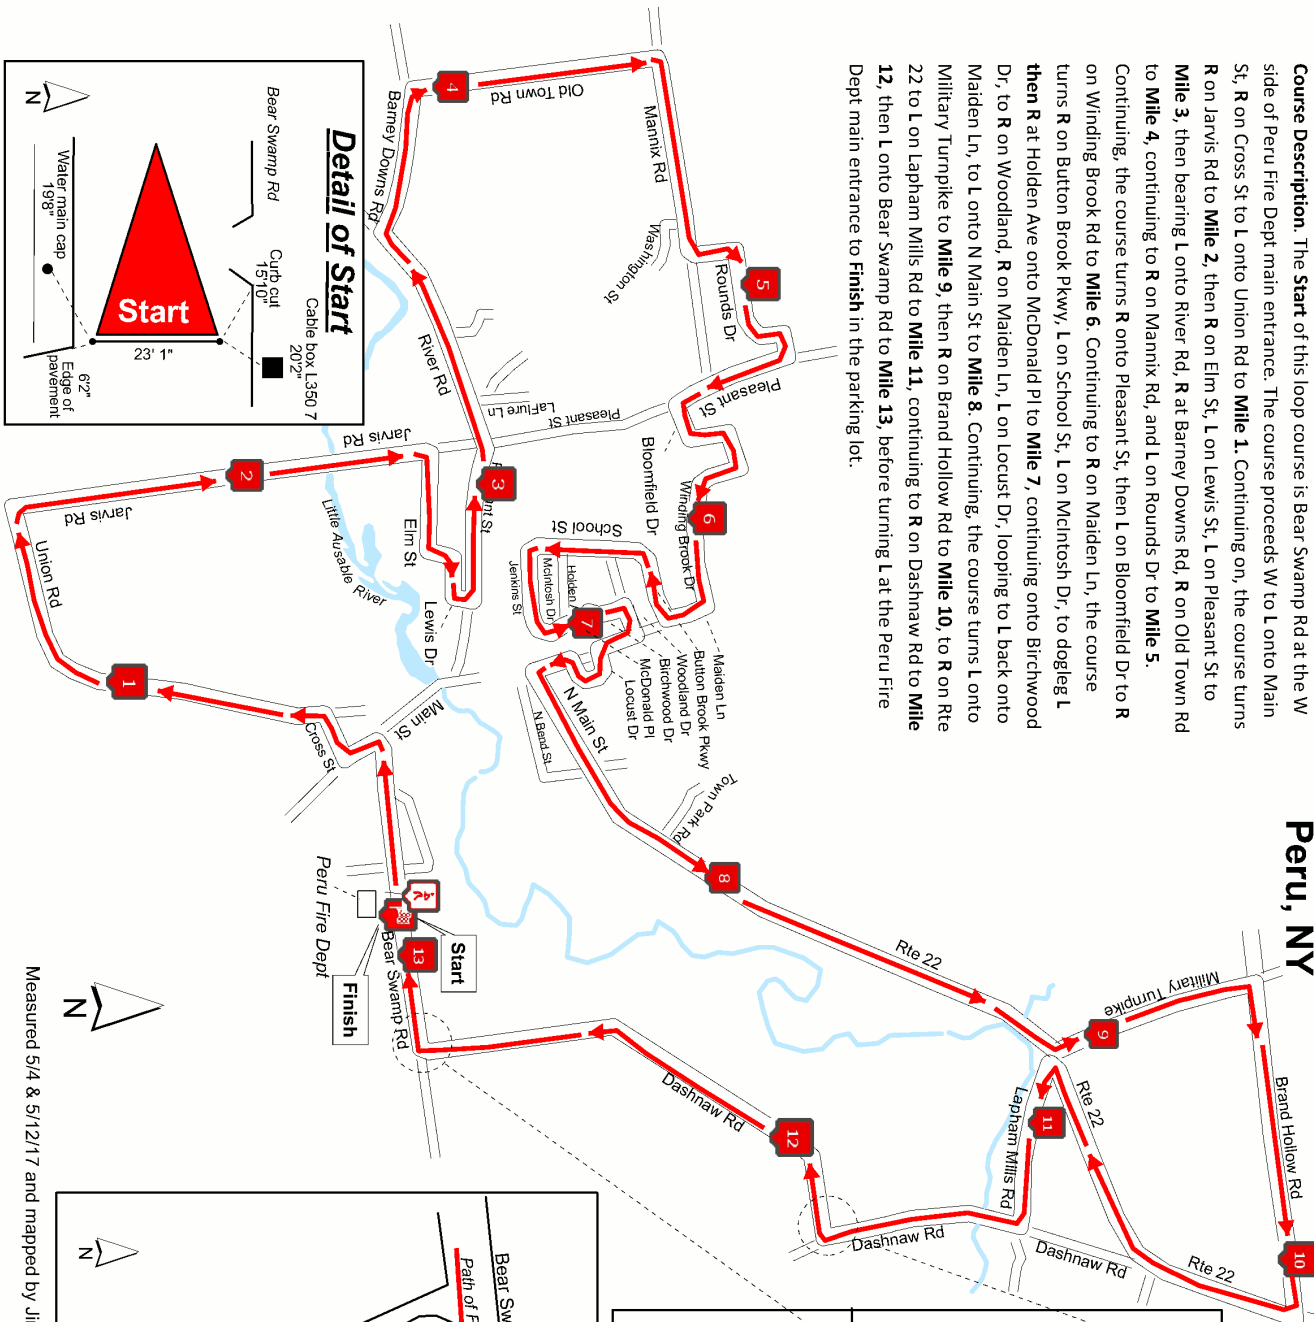 Peru, NY
Course Description. The Start of this loop course is Bear Swamp Rd at the W
side of Peru Fire Dept main entrance. The course proceeds W to L onto Main
St, R on Cross St to L onto Union Rd to Mile 1. Continuing on, the course turns
R on Jarvis Rd to Mile 2, then R on Elm St, L on Lewis St, L on Pleasant St to
Mile 3, then bearing L onto River Rd, R at Barney Downs Rd, R on Old Town Rd
to Mile 4, continuing to R on Mannix Rd, and L on Rounds Dr to Mile 5.
Continuing, the course turns R onto Pleasant St, then L on Bloomfield Dr to R
on Winding Brook Rd to Mile 6. Continuing to R on Maiden Ln, the course
turns R on Button Brook Pkwy, L on School St, L on McIntosh Dr, to dogleg L
then R at Holden Ave onto McDonald Pl to Mile 7, continuing onto Birchwood
Dr, to R on Woodland, R on Maiden Ln, L on Locust Dr, looping to L back onto
Maiden Ln, to L onto N Main St to Mile 8. Continuing, the course turns L onto
Military Turnpike to Mile 9, then R on Brand Hollow Rd to Mile 10, to R on Rte
22 to L on Lapham Mills Rd to Mile 11, continuing to R on Dashnaw Rd to Mile
12, then L onto Bear Swamp Rd to Mile 13, before turning L at the Peru Fire
Dept main entrance to Finish in the parking lot.
Old Town Rd
4
Barney Downs Rd
Mannix Rd
Washington St
Rounds Dr
5
Pleasant St
River Rd
LaFlure Ln
Pleasant St
Bloomfield Dr
Winding Brook Dr
6
3
Jarvis Rd
2
Jarvis Rd
Elm St
Little Ausable
River
Lewis Dr
Union Rd
1
School St
Holden
McIntosh Dr
Jenkins St
7
Maiden Ln
Button Brook Pkwy
Woodland Dr
Birchwood Dr
McDonald Pl
Locust Dr
N Main St
N Bend St
Town Park Rd
8
Main St
Cross St
Peru Fire Dept
Start
Finish
13
Bear Swamp Rd
Rte 22
Military Turnpike
9
Brand Hollow Rd
10
Rte 22
Rte 22
11
Lapham Mills Rd
Dashnaw Rd
Dashnaw Rd
12
Dashnaw Rd
N
Detail of Start
Cable box L350 7
20'2"
Curb cut
15'10"
Bear Swamp Rd
Start
23' 1"
6'2"
Edge of
pavement
Water main cap
19'8"
N
Measured 5/4 & 5/12/17 and mapped by
Bear
Path of
N